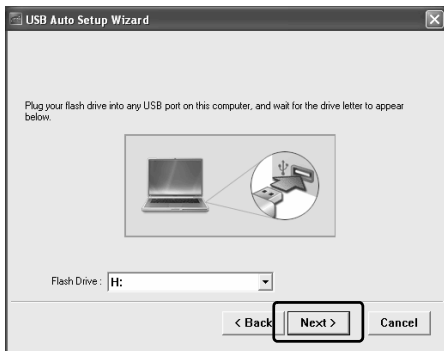 USB Auto Setup Wizard
Plug your flash drive into any USB port on this computer, and wait for the drive letter to appear
below.
Flash Drive : H:
< Back Next > Cancel